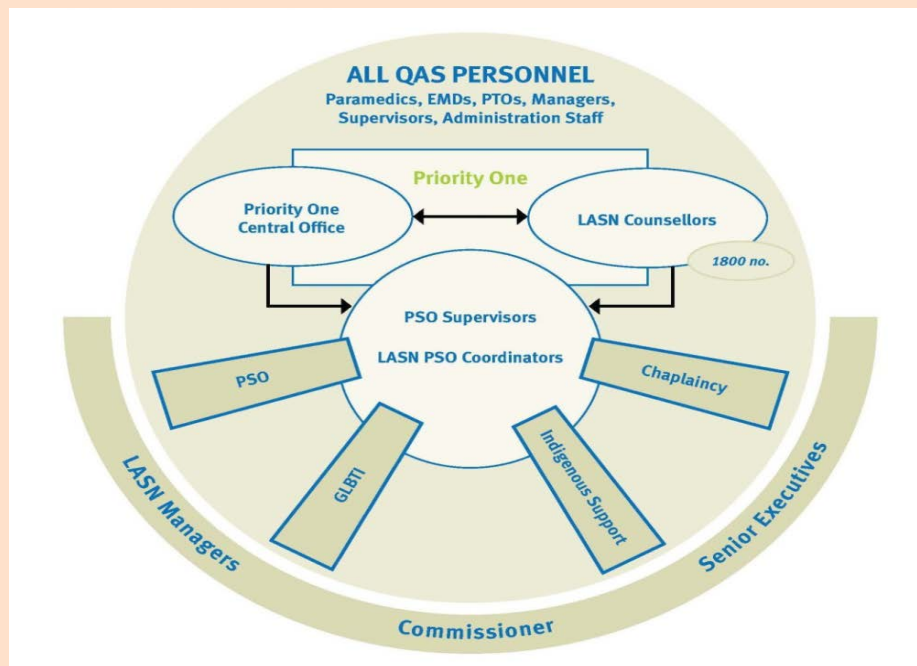 ALL QAS PERSONNEL
Paramedics, EMDs, PTOs, Managers,
Supervisors, Administration Staff
Priority One
Priority One
Central Office
LASN Counsellors
1800 no.
PSO Supervisors
LASN PSO Coordinators
PSO
GLBTI
Indigenous Support
Chaplaincy
LASN Managers
Commissioner
Senior Executives